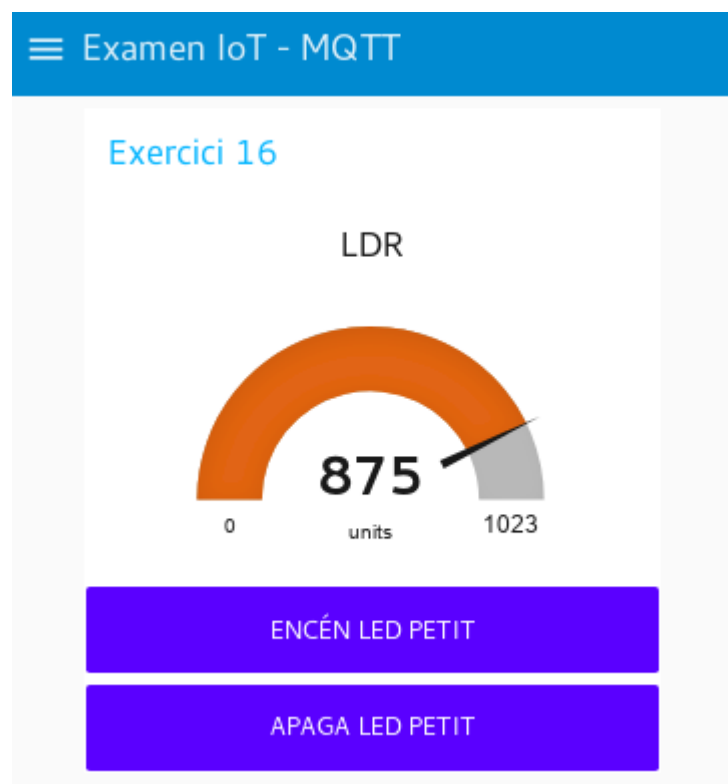 Examen IoT - MQTT
Exercici 16
LDR
875
0
units
1023
ENCÉN LED PETIT
APAGA LED PETIT